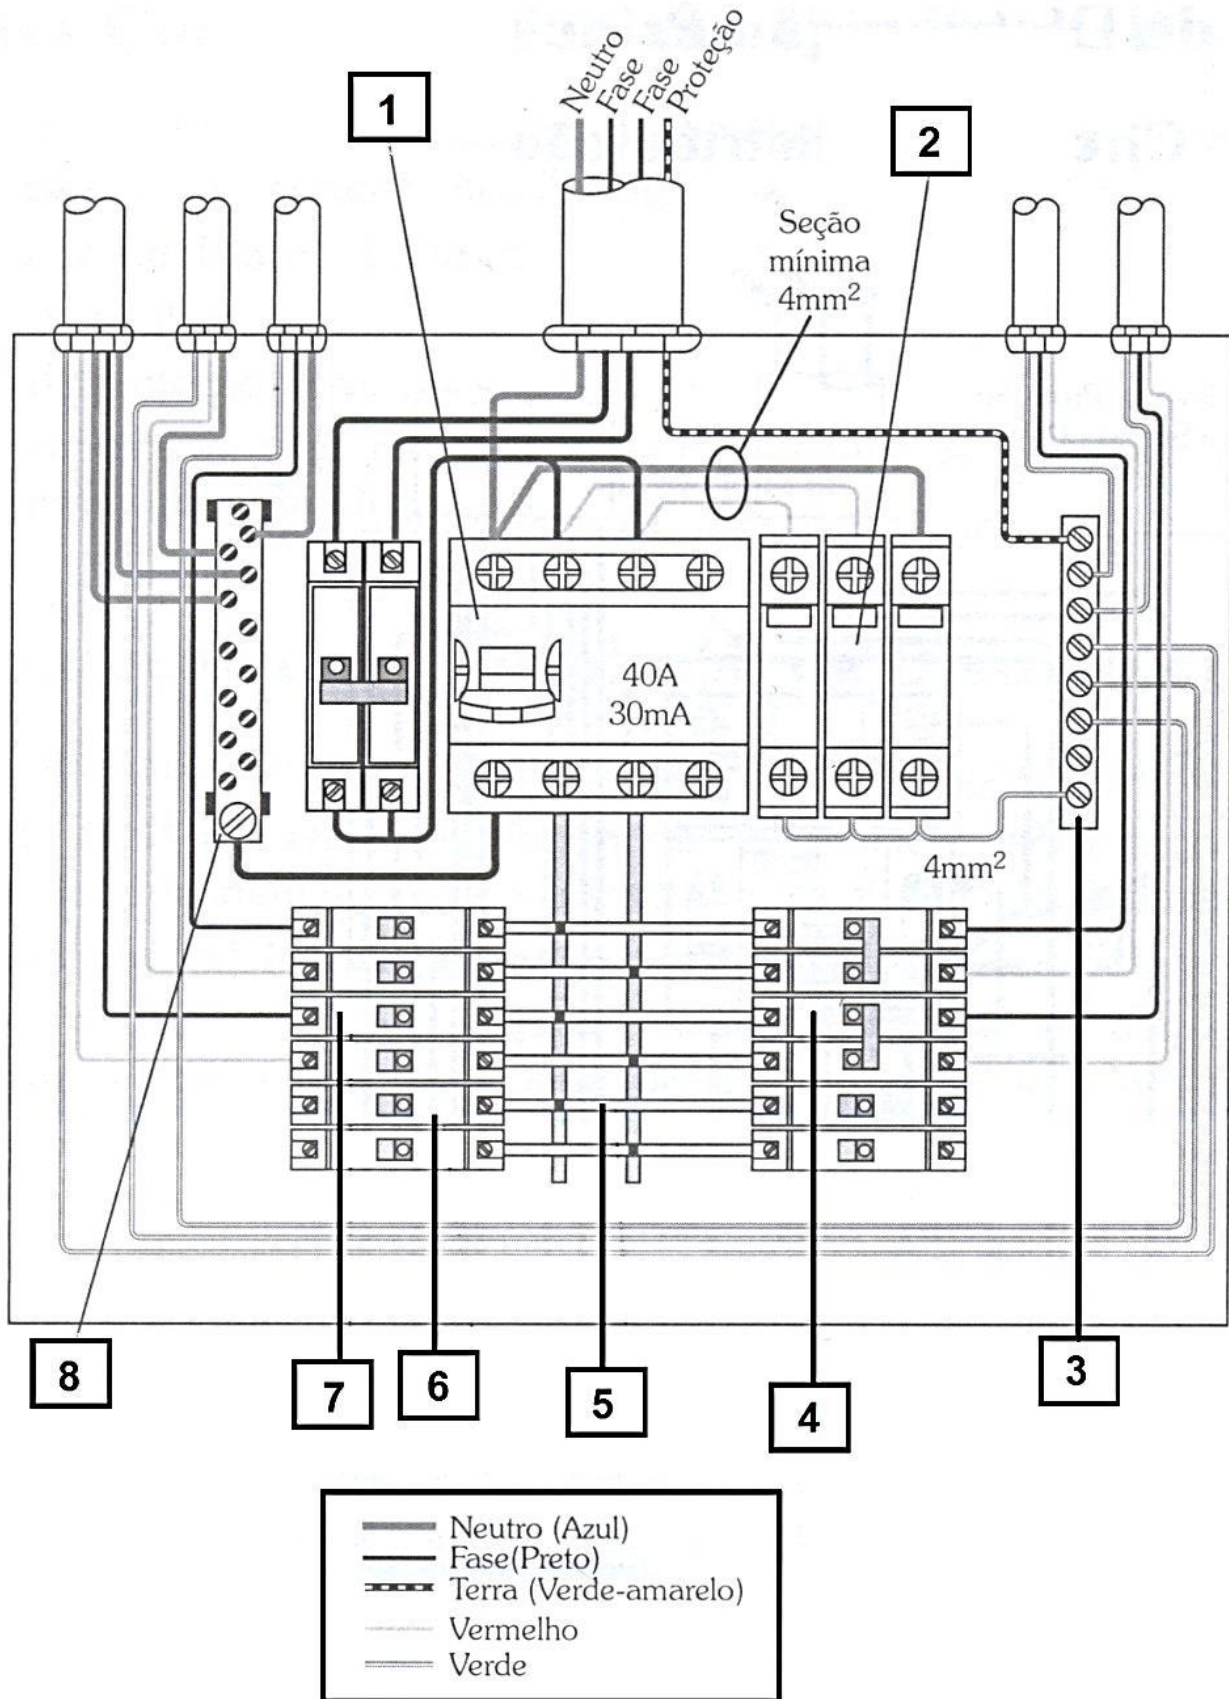 Neutro
Fase
Fase
Proteção
1
2
Seção
mínima
4mm²
40A
30mA
4mm²
8
7
6
5
4
3
Neutro (Azul)
Fase(Preto)
Terra (Verde-amarelo)
Vermelho
Verde